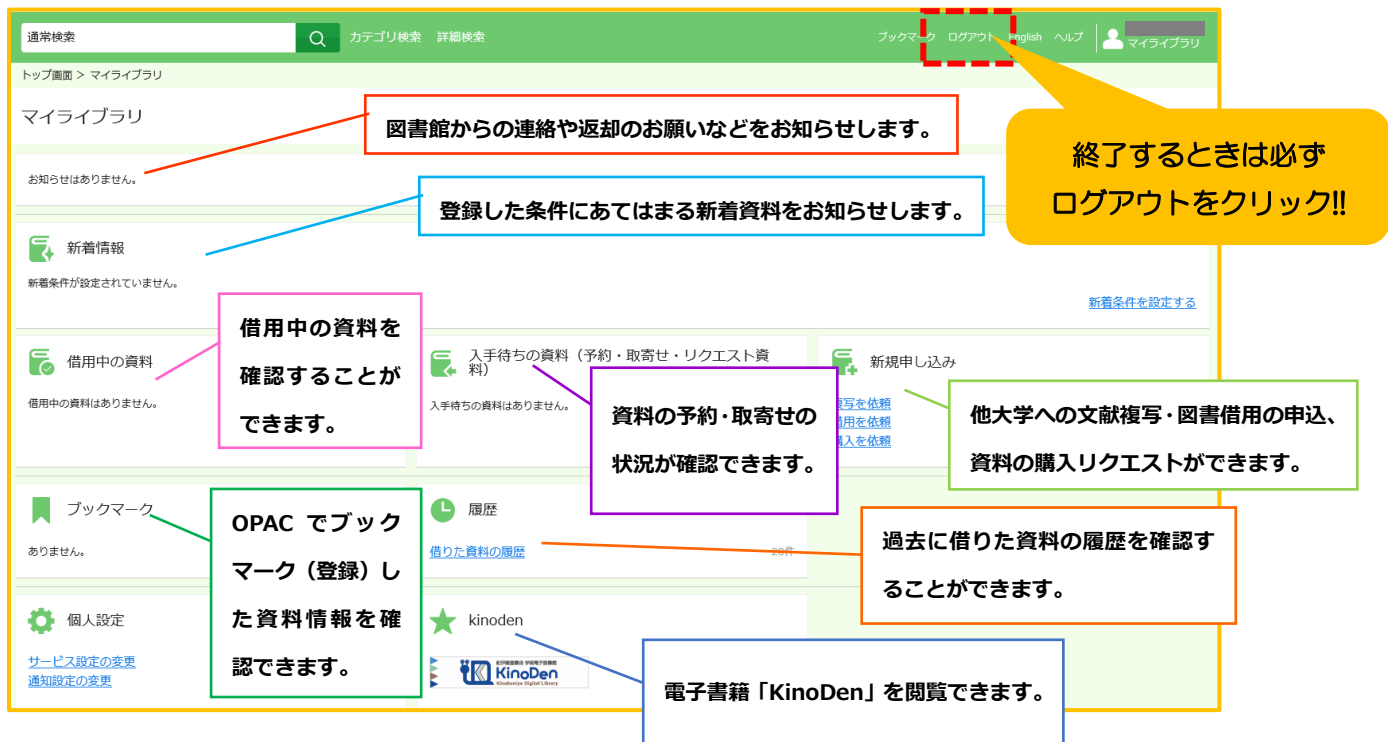 通常検索
カテゴリ検索 詳細検索
ブックマーク ログアウト English ヘルプ
マイライブラリ
トップ画面 > マイライブラリ
マイライブラリ
図書館からの連絡や返却のお願いなどをお知らせします。
終了するときは必ず
ログアウトをクリック!!
お知らせはありません。
登録した条件にあてはまる新着資料をお知らせします。
新着情報
新着条件が設定されていません。
新着条件を設定する
借用中の資料
借用中の資料はありません。
借用中の資料を
確認することが
できます。
入手待ちの資料（予約・取寄せ・リクエスト資
料）
入手待ちの資料はありません。
資料の予約・取寄せの
状況が確認できます。
新規申し込み
複写を依頼
借用を依頼
購入を依頼
他大学への文献複写・図書借用の申込、
資料の購入リクエストができます。
ブックマーク
ありません。
OPAC でブック
マーク（登録）し
た資料情報を確
認できます。
履歴
借りた資料の履歴
20件
過去に借りた資料の履歴を確認す
ることができます。
個人設定
サービス設定の変更
通知設定の変更
kinoden
紀伊國屋書店 学術電子図書館
KinoDen
Kinokuniya Digital Library
電子書籍「KinoDen」を閲覧できます。